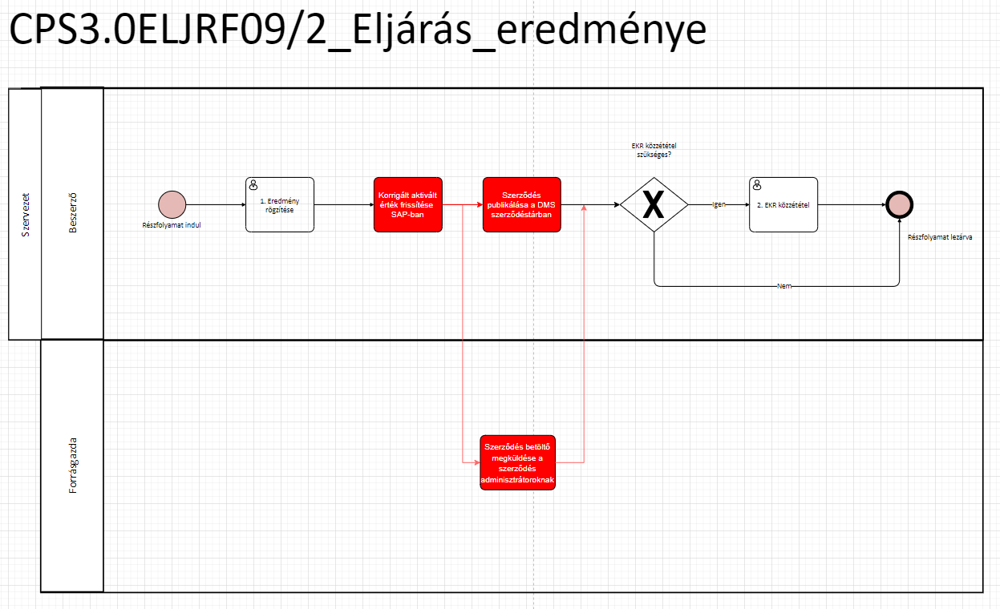 CPS3.0ELJRF09/2_Eljárás_eredménye
Szervezet
Beszerző
Részfolyamat indul
1. Eredmény
rögzítése
Korrigált aktivált
érték frissítése
SAP-ban
Szerződés
publikálása a DMS
szerződéstárban
EKR közzététel
szükséges?
X
Igen
2. EKR közzététel
Részfolyamat lezárva
Nem
Forrásgazda
Szerződés betöltő
megküldése a
szerződés
adminisztrátoroknak